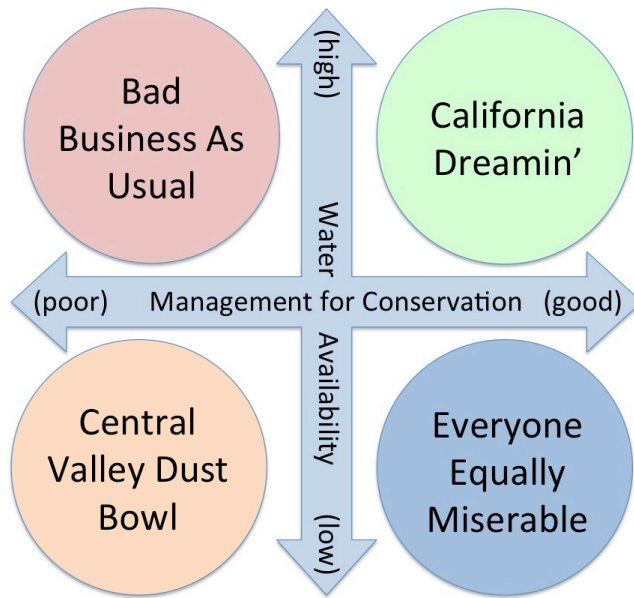 Bad
Business As
Usual
(high)
California
Dreamin’
Water
(poor) Management for Conservation (good)
Availability
Central
Valley Dust
Bowl
(low)
Everyone
Equally
Miserable